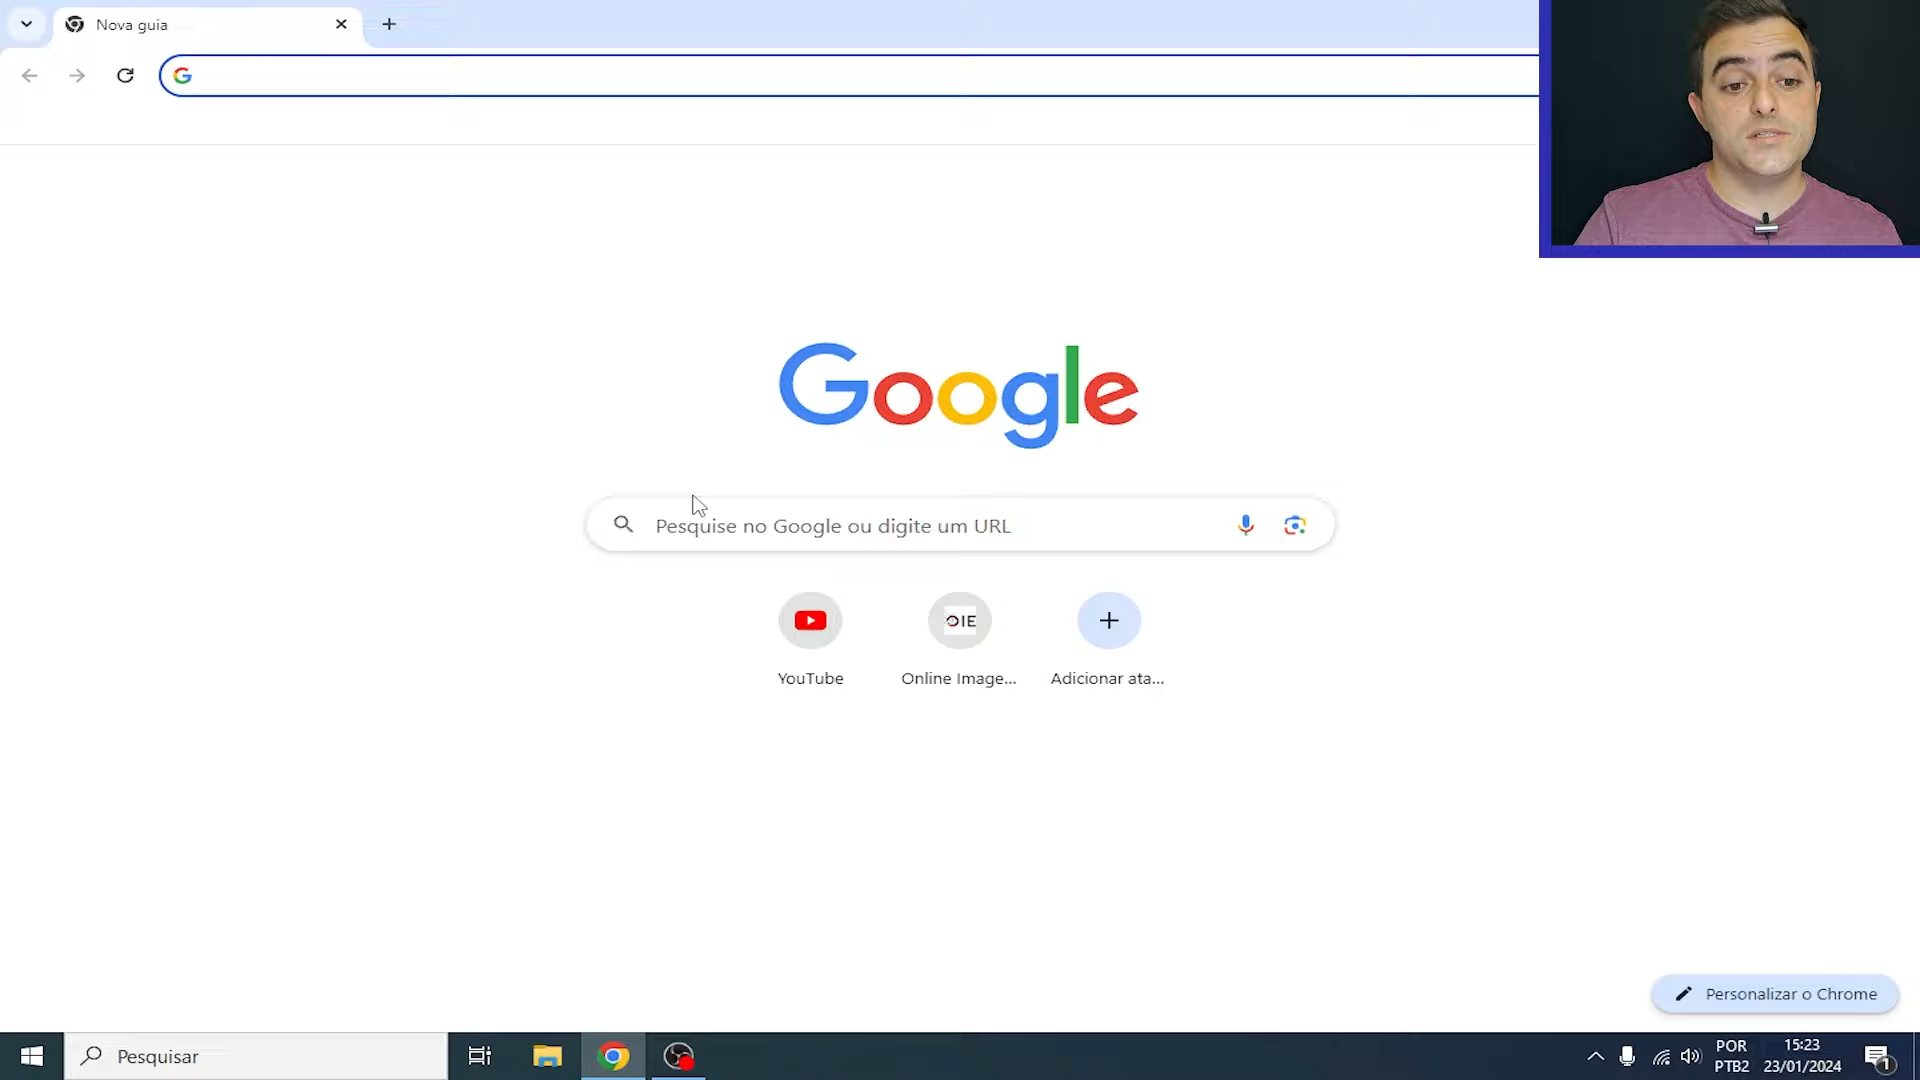 Nova guia
Google
Pesquise no Google ou digite um URL
OIE
YouTube
Online Image...
Adicionar ata...
Personalizar o Chrome
Pesquisar
POR
PTB2
15:23
23/01/2024
1